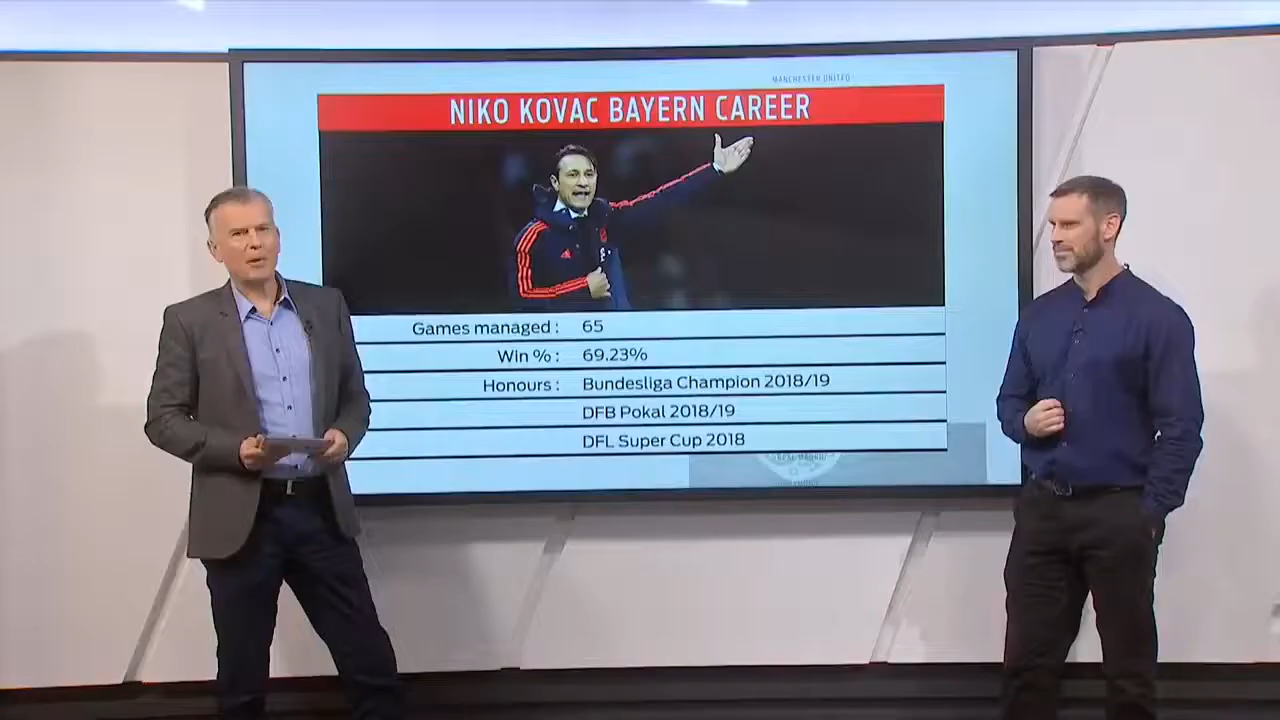 MANCHESTER UNITED
NIKO KOVAC BAYERN CAREER
Games managed : 65
Win % : 69.23%
Honours : Bundesliga Champion 2018/19
DFB Pokal 2018/19
DFL Super Cup 2018